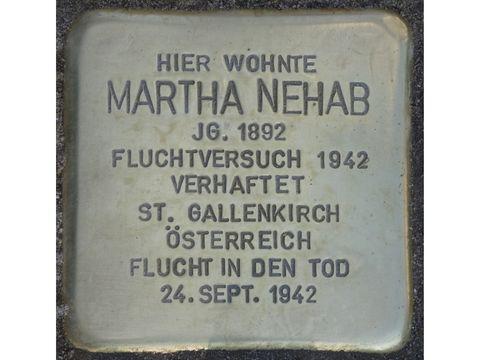 HIER WOHNTE
MARTHA NEHAB
JG. 1892
FLUCHTVERSUCH 1942
VERHAFTET
ST. GALLENKIRCH
ÖSTERREICH
FLUCHT IN DEN TOD
24. SEPT. 1942